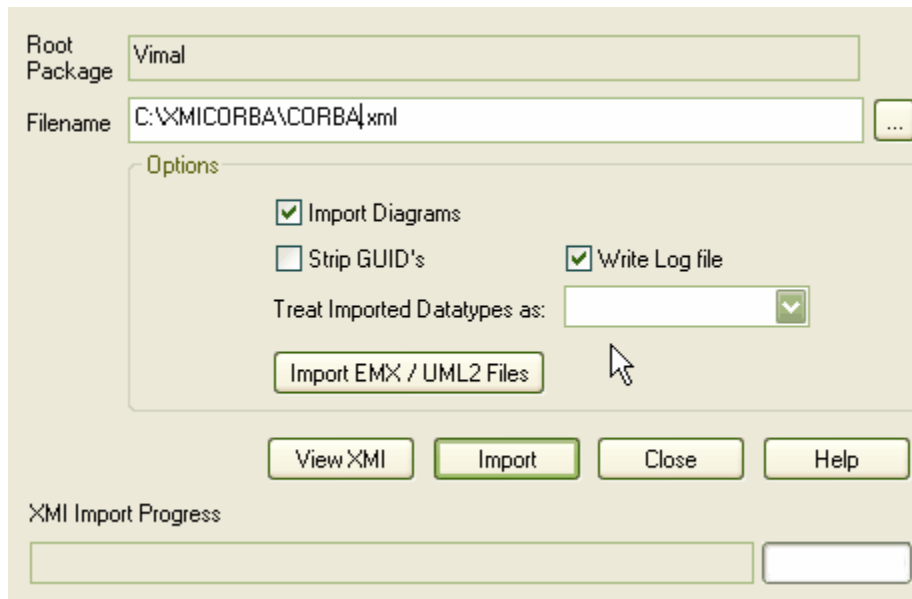 Root
Package
Vimal
Filename
C:\XMICORBA\CORBA.xml
...
Options
Import Diagrams
Strip GUID's
Write Log file
Treat Imported Datatypes as:
Import EMX / UML2 Files
View XMI
Import
Close
Help
XMI Import Progress